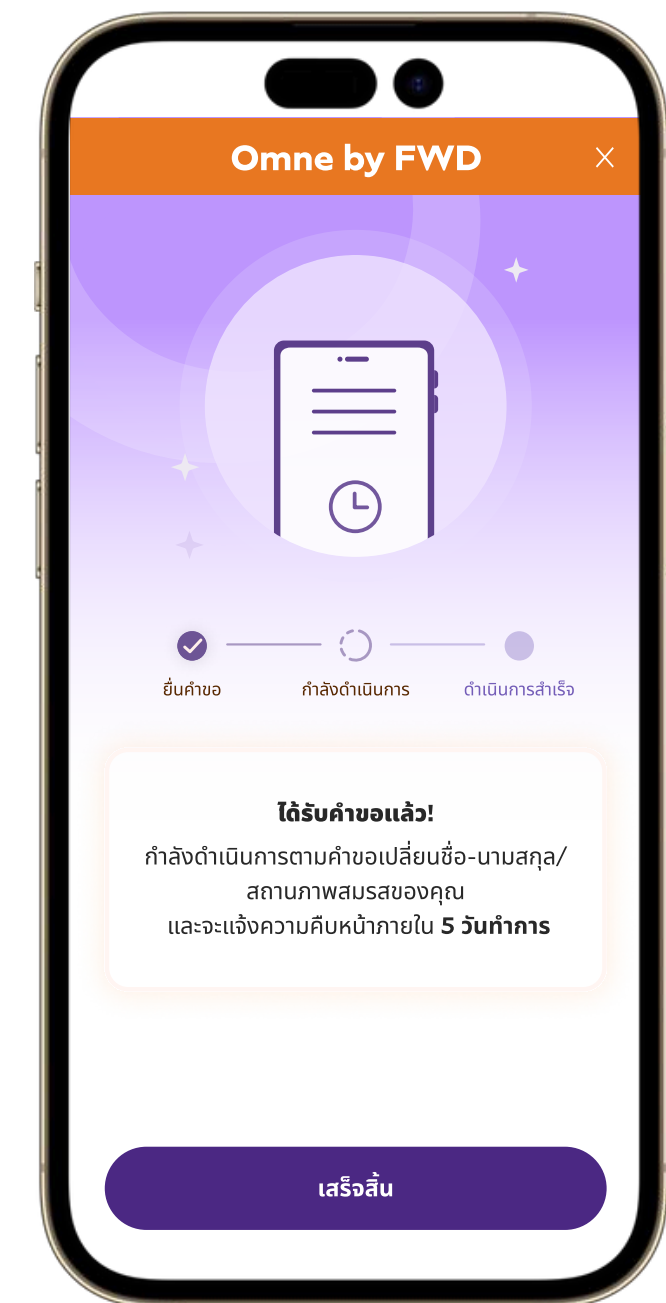 Omne by FWD
ยื่นคำขอ
กำลังดำเนินการ
ดำเนินการสำเร็จ
ได้รับคำขอแล้ว!
กำลังดำเนินการตามคำขอเปลี่ยนชื่อ-นามสกุล/
สถานภาพสมรสของคุณ
และจะแจ้งความคืบหน้าภายใน 5 วันทำการ
เสร็จสิ้น